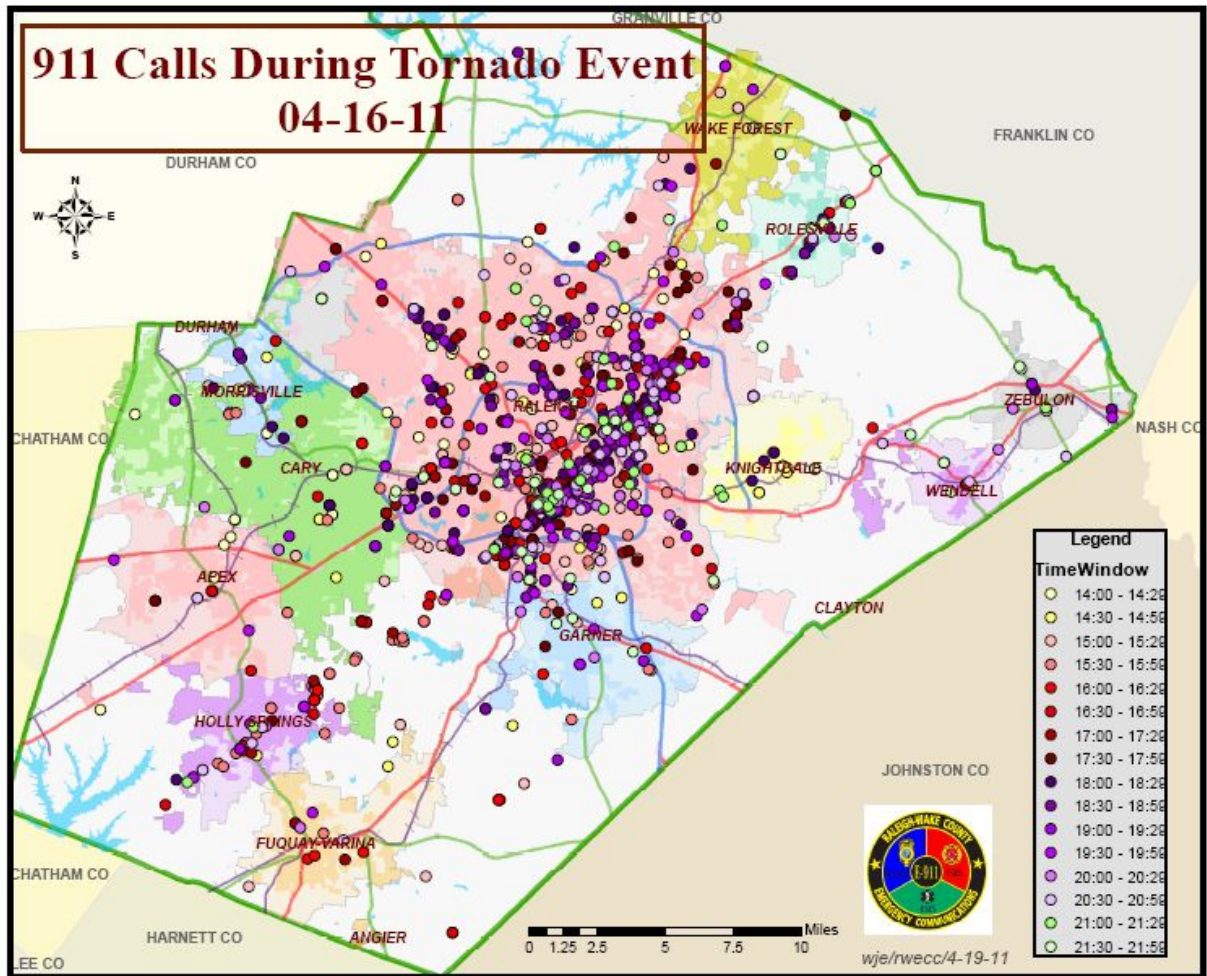 GRANVILLE CO
911 Calls During Tornado Event
04-16-11
WAKE FOREST
FRANKLIN CO
DURHAM CO
N
W E
S
ROLESVILLE
DURHAM
MORRISVILLE
ZEBULON
RALEIGH
NASH CO
CHATHAM CO
CARY
KNIGHTDALE
WENDELL
APEX
CLAYTON
GARNER
HOLLY SPRINGS
JOHNSTON CO
FUQUAY-VARINA
CHATHAM CO
HARNETT CO
ANGIER
LEE CO
Legend
TimeWindow
14:00 - 14:29
14:30 - 14:59
15:00 - 15:29
15:30 - 15:59
16:00 - 16:29
16:30 - 16:59
17:00 - 17:29
17:30 - 17:59
18:00 - 18:29
18:30 - 18:59
19:00 - 19:29
19:30 - 19:59
20:00 - 20:29
20:30 - 20:59
21:00 - 21:29
21:30 - 21:59
RALEIGH-WAKE COUNTY
E-911
EMERGENCY COMMUNICATIONS
Miles
0 1.25 2.5 5 7.5 10
wje/rwecc/4-19-11